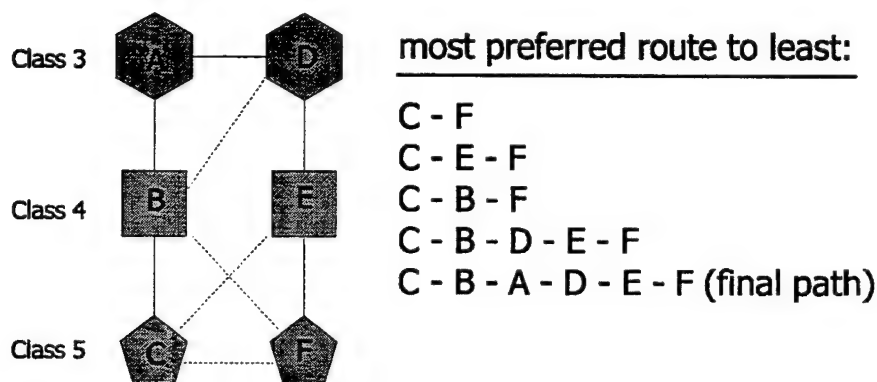 Class 3
A
D
most preferred route to least:
C - F
C - E - F
C - B - F
C - B - D - E - F
C - B - A - D - E - F (final path)
Class 4
B
E
Class 5
C
F